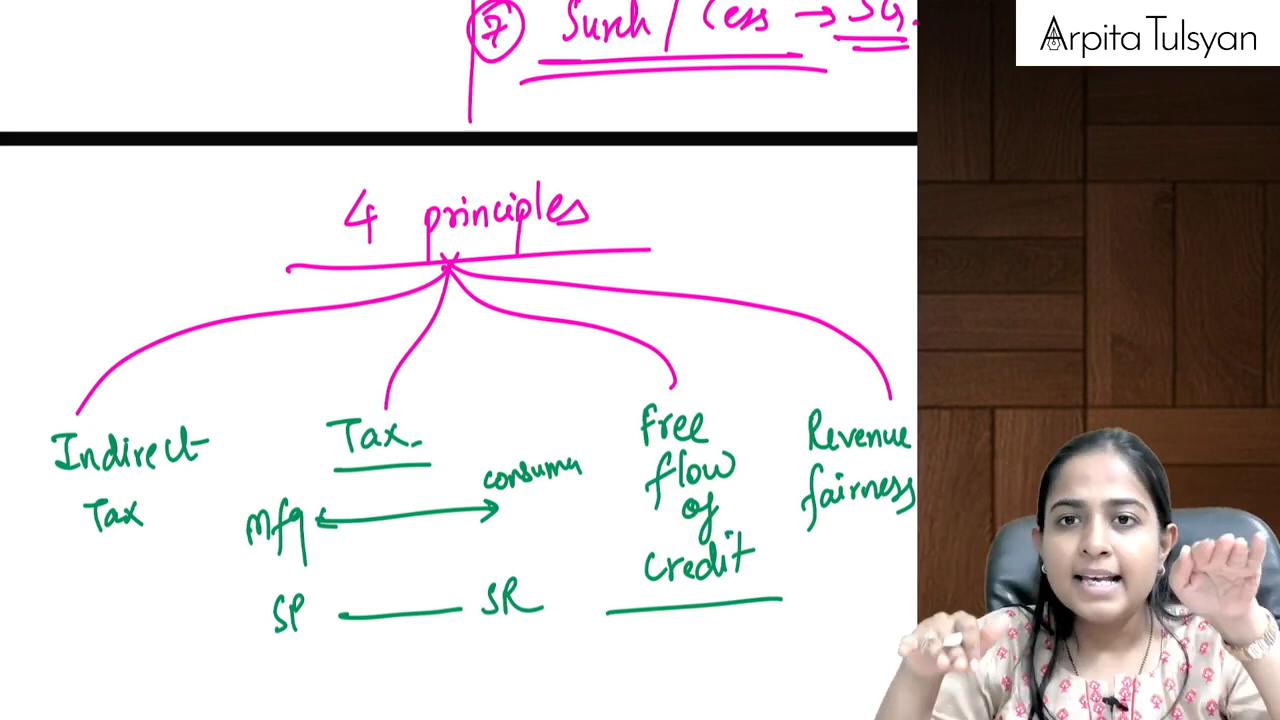 7 Surch / Cess → SG.
Arpita Tulsyan
4 principles
Indirect
Tax
Tax.
mfg ↔ consumer
SP — SR
free
flow
of
credit
Revenue
fairness